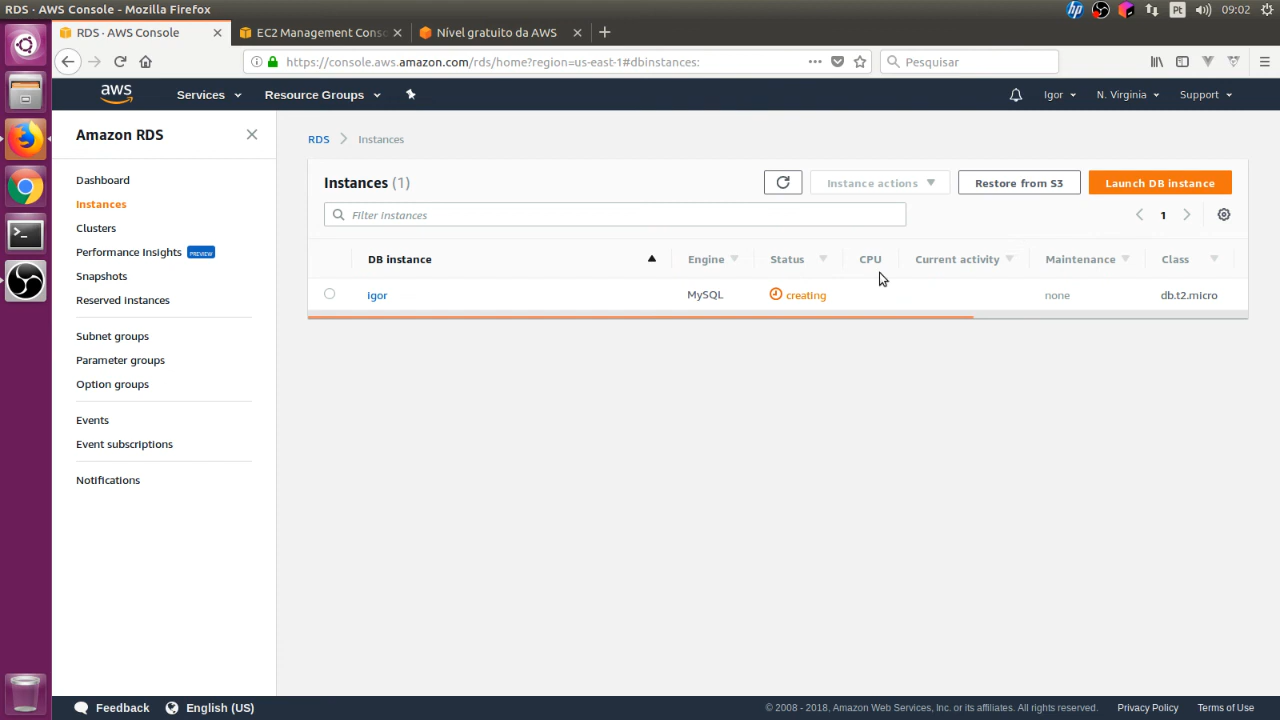 RDS · AWS Console - Mozilla Firefox
Pt
09:02
RDS · AWS Console
EC2 Management Conso
Nível gratuito da AWS
https://console.aws.amazon.com/rds/home?region=us-east-1#dbinstances:
Pesquisar
aws
Services
Resource Groups
Igor
N. Virginia
Support
Amazon RDS
Dashboard
Instances
Clusters
Performance Insights PREVIEW
Snapshots
Reserved instances
Subnet groups
Parameter groups
Option groups
Events
Event subscriptions
Notifications
RDS
Instances
Instances (1)
Instance actions
Restore from S3
Launch DB instance
Filter instances
1
DB instance
Engine
Status
CPU
Current activity
Maintenance
Class
igor
MySQL
creating
none
db.t2.micro
Feedback
English (US)
© 2008 - 2018, Amazon Web Services, Inc. or its affiliates. All rights reserved.
Privacy Policy
Terms of Use